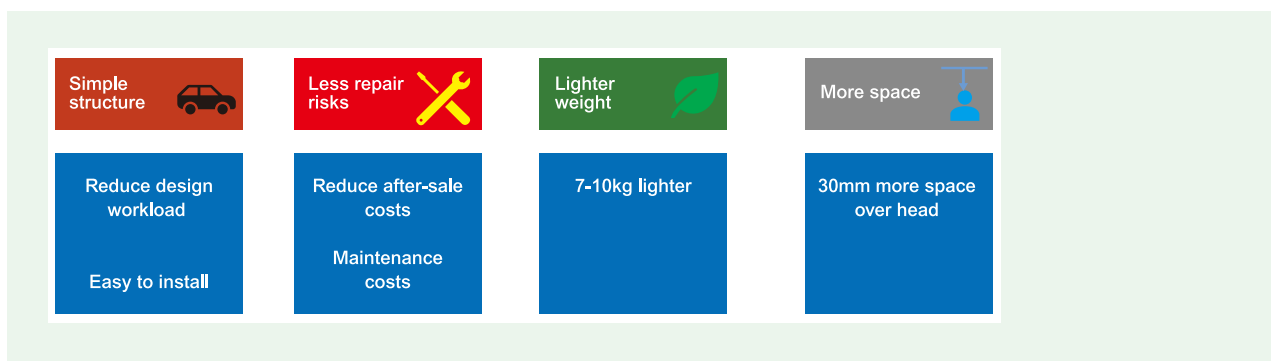 Simple
structure
Less repair
risks
Lighter
weight
More space
Reduce design
workload
Easy to install
Reduce after-sale
costs
Maintenance
costs
7-10kg lighter
30mm more space
over head